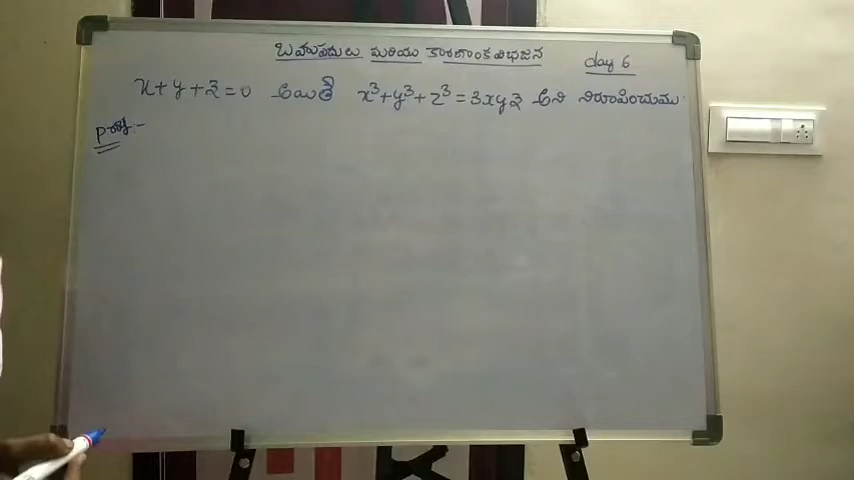 బహుపదులు మరియు కారణాంక విభజన day 6
x + y + z = 0 అయితే x³ + y³ + z³ = 3xyz అని నిరూపించుము.
Proof:-